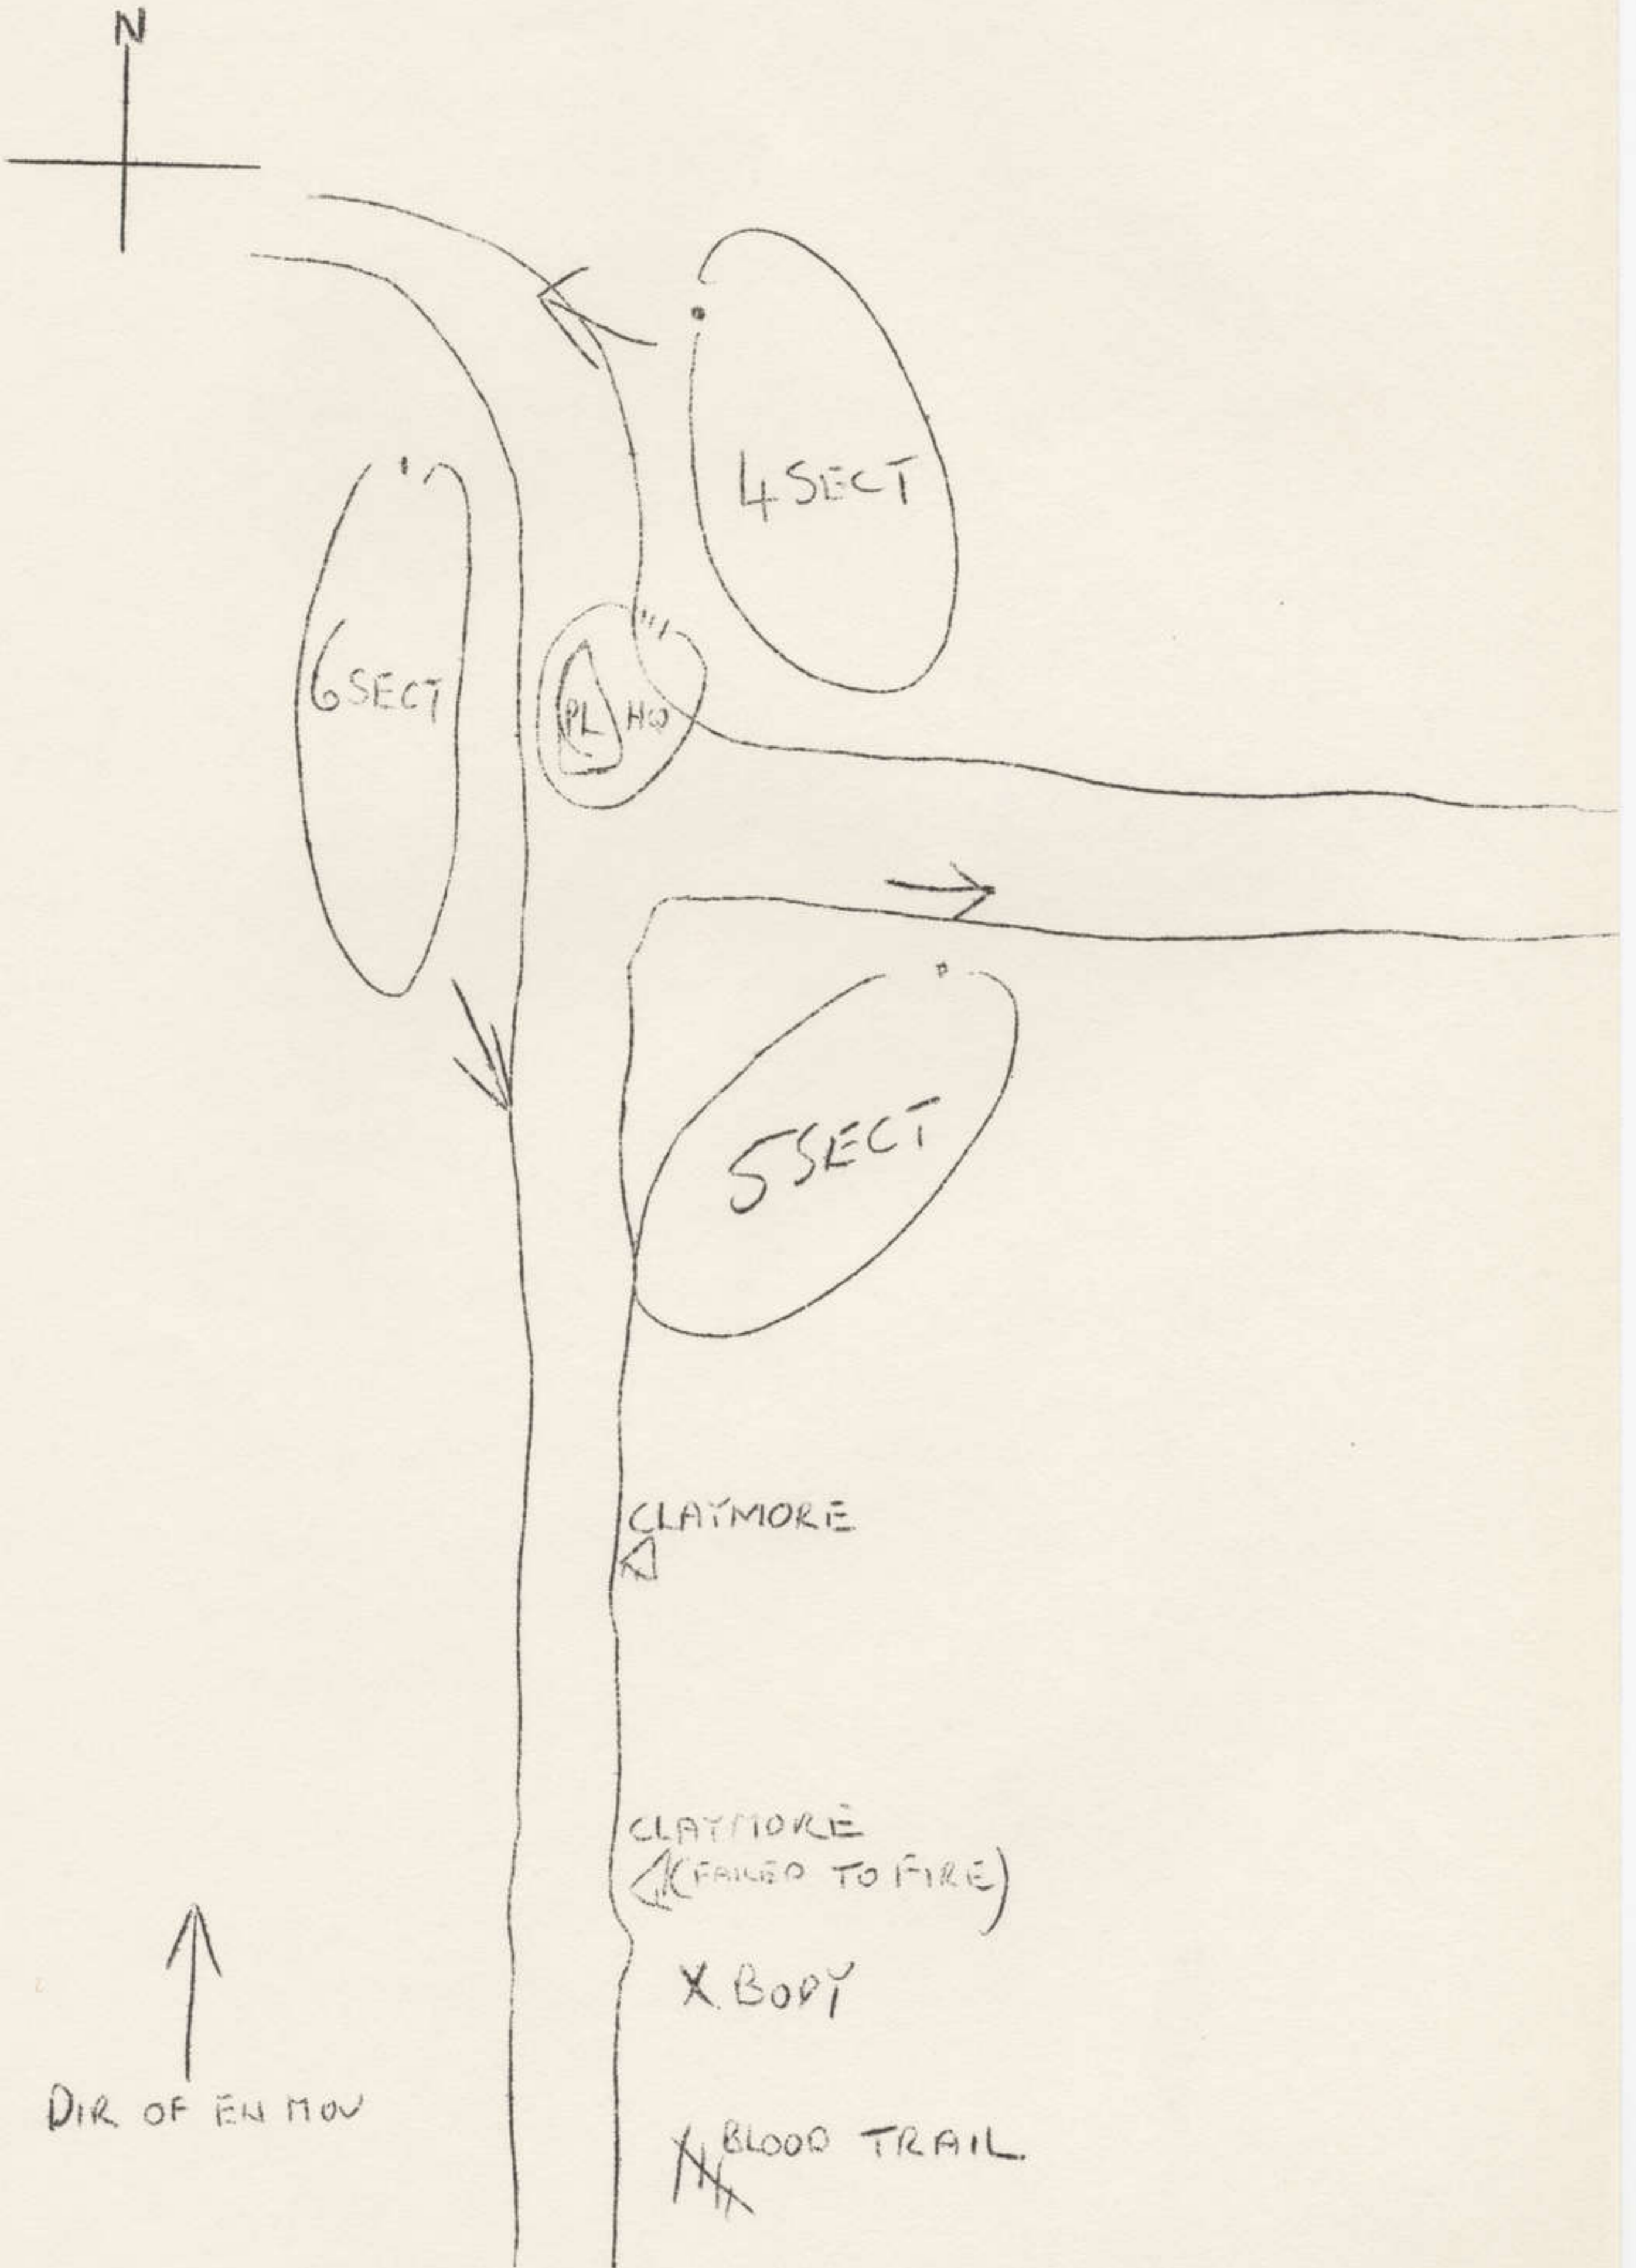 N
4 SECT
6 SECT
PL HQ
5 SECT
CLAYMORE
CLAYMORE
(FAILED TO FIRE)
X BODY
DIR OF EN MOV
BLOOD TRAIL